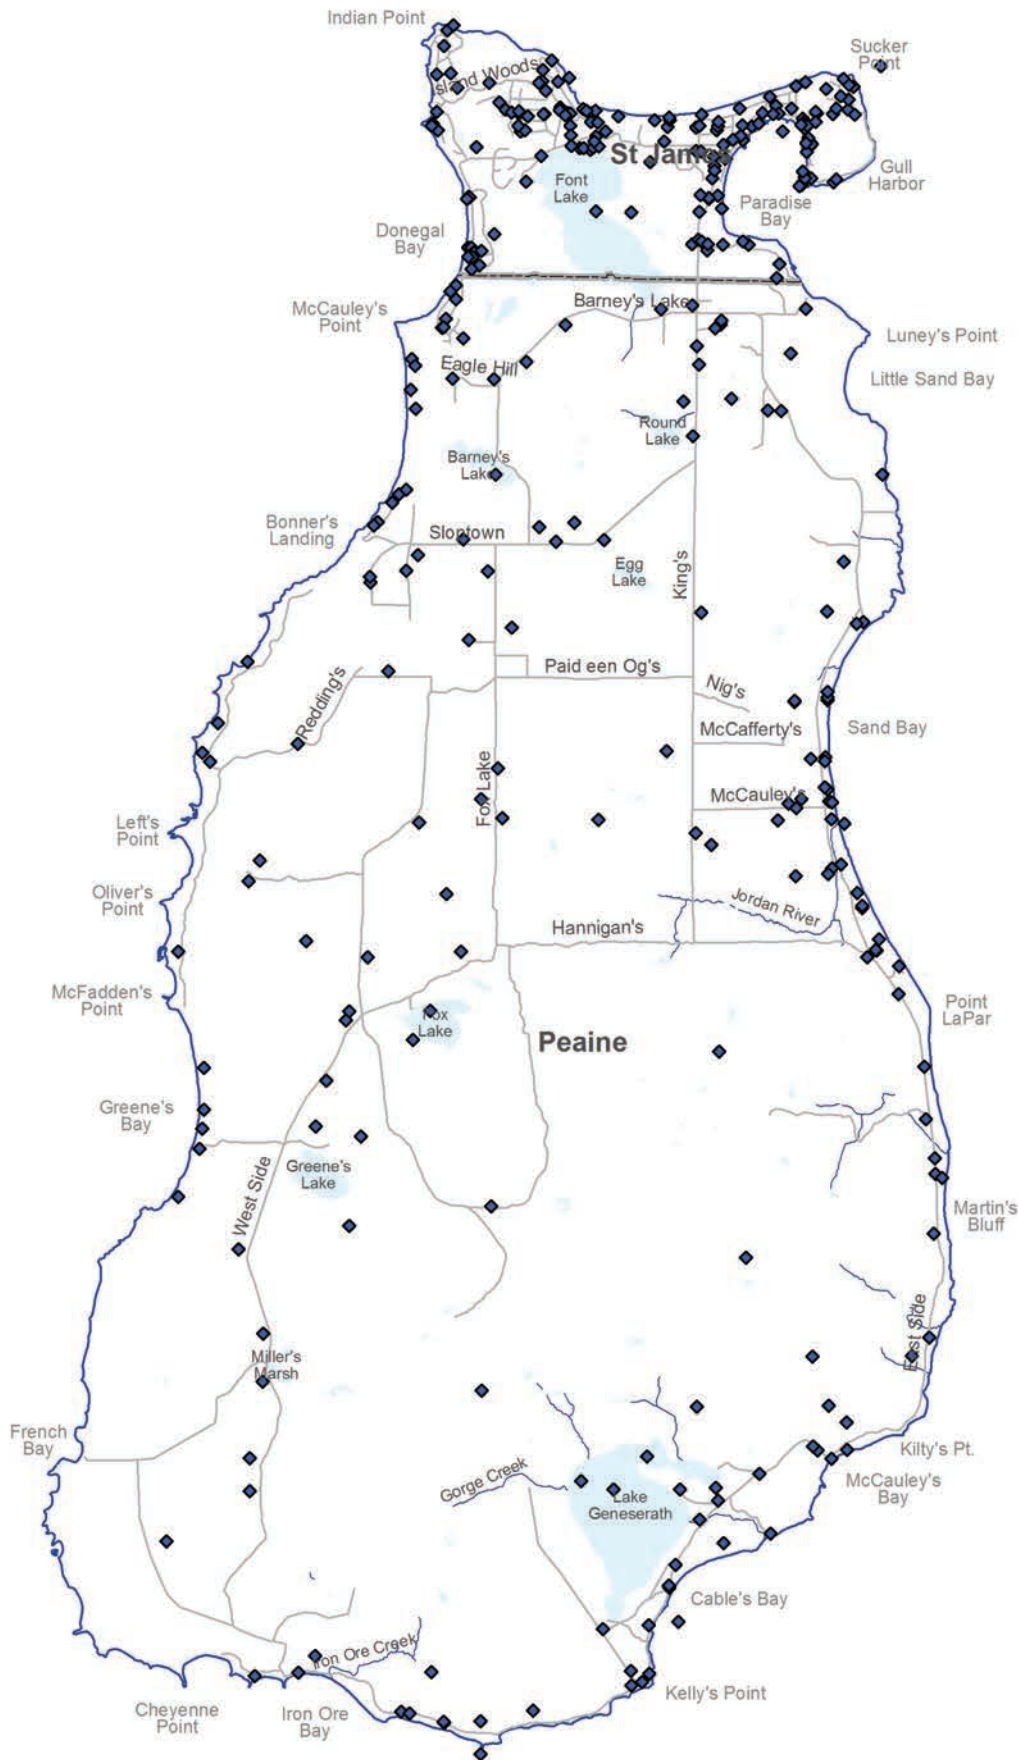 Indian Point
Sucker
Point
Island Woods
St James
Gull
Harbor
Font
Lake
Paradise
Bay
Donegal
Bay
McCauley's
Point
Barney's Lake
Luney's Point
Eagle Hill
Little Sand Bay
Round
Lake
Barney's
Lake
Bonner's
Landing
Sloptown
Egg
Lake
King's
Paid een Og's
Nig's
Redding's
McCafferty's
Sand Bay
Fox Lake
McCauley's
Left's
Point
Oliver's
Point
Jordan River
Hannigan's
McFadden's
Point
Fox
Lake
Point
LaPar
Peaine
Greene's
Bay
Greene's
Lake
West Side
Martin's
Bluff
East Side
Miller's
Marsh
French
Bay
Kilty's Pt.
McCauley's
Bay
Gorge Creek
Lake
Geneserath
Cable's Bay
Iron Ore Creek
Kelly's Point
Cheyenne
Point
Iron Ore
Bay